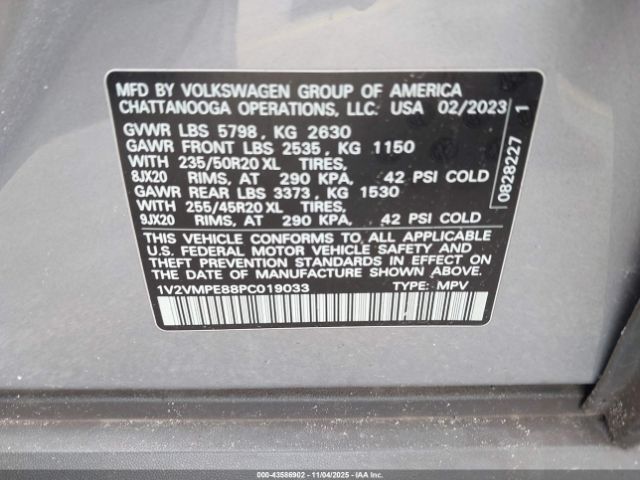 MFD BY VOLKSWAGEN GROUP OF AMERICA
CHATTANOOGA OPERATIONS, LLC. USA 02/2023
GVWR LBS 5798, KG 2630
GAWR FRONT LBS 2535, KG 1150
WITH 235/50R20 XL TIRES,
8JX20 RIMS, AT 290 KPA, 42 PSI COLD
GAWR REAR LBS 3373, KG 1530
WITH 255/45R20 XL TIRES,
9JX20 RIMS, AT 290 KPA, 42 PSI COLD
THIS VEHICLE CONFORMS TO ALL APPLICABLE
U.S. FEDERAL MOTOR VEHICLE SAFETY AND
THEFT PREVENTION STANDARDS IN EFFECT ON
THE DATE OF MANUFACTURE SHOWN ABOVE.
1V2VMPE88PC019033 TYPE: MPV
0828227 1
000-43586902 - 11/04/2025 - IAAI, INC